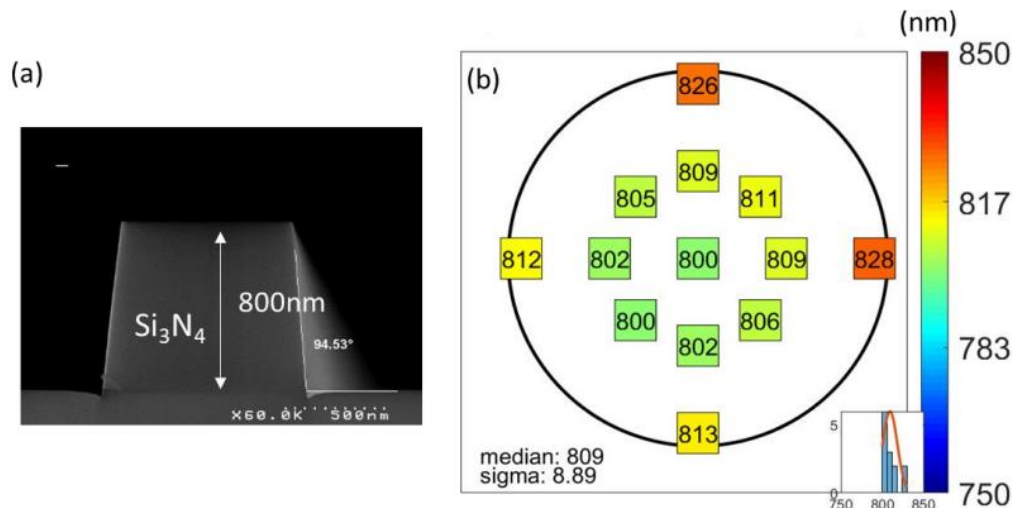 (a)
Si₃N₄
800nm
94.53°
X60.0k 500nm
(b)
826
809
805
811
812
802
800
809
828
800
806
802
813
median: 809
sigma: 8.89
5
0
750 800 850
(nm)
850
817
783
750